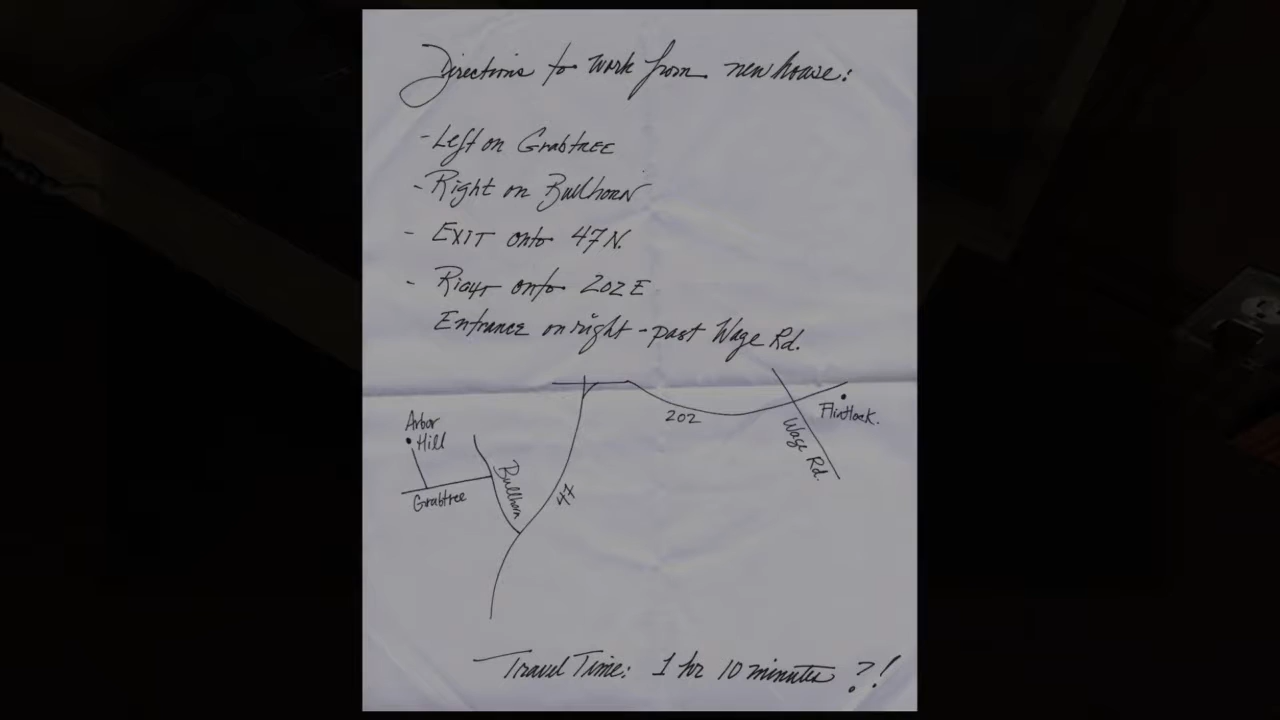 Directions to work from new house:
- Left on Grabtree
- Right on Bullhorn
- Exit onto 47 N.
- Right onto 202 E
Entrance on right - past Wage Rd.
Arbor
Hill
Grabtree
Bullhorn
47
202
Wage Rd.
Flintlock.
Travel Time: 1 hr 10 minutes ?!